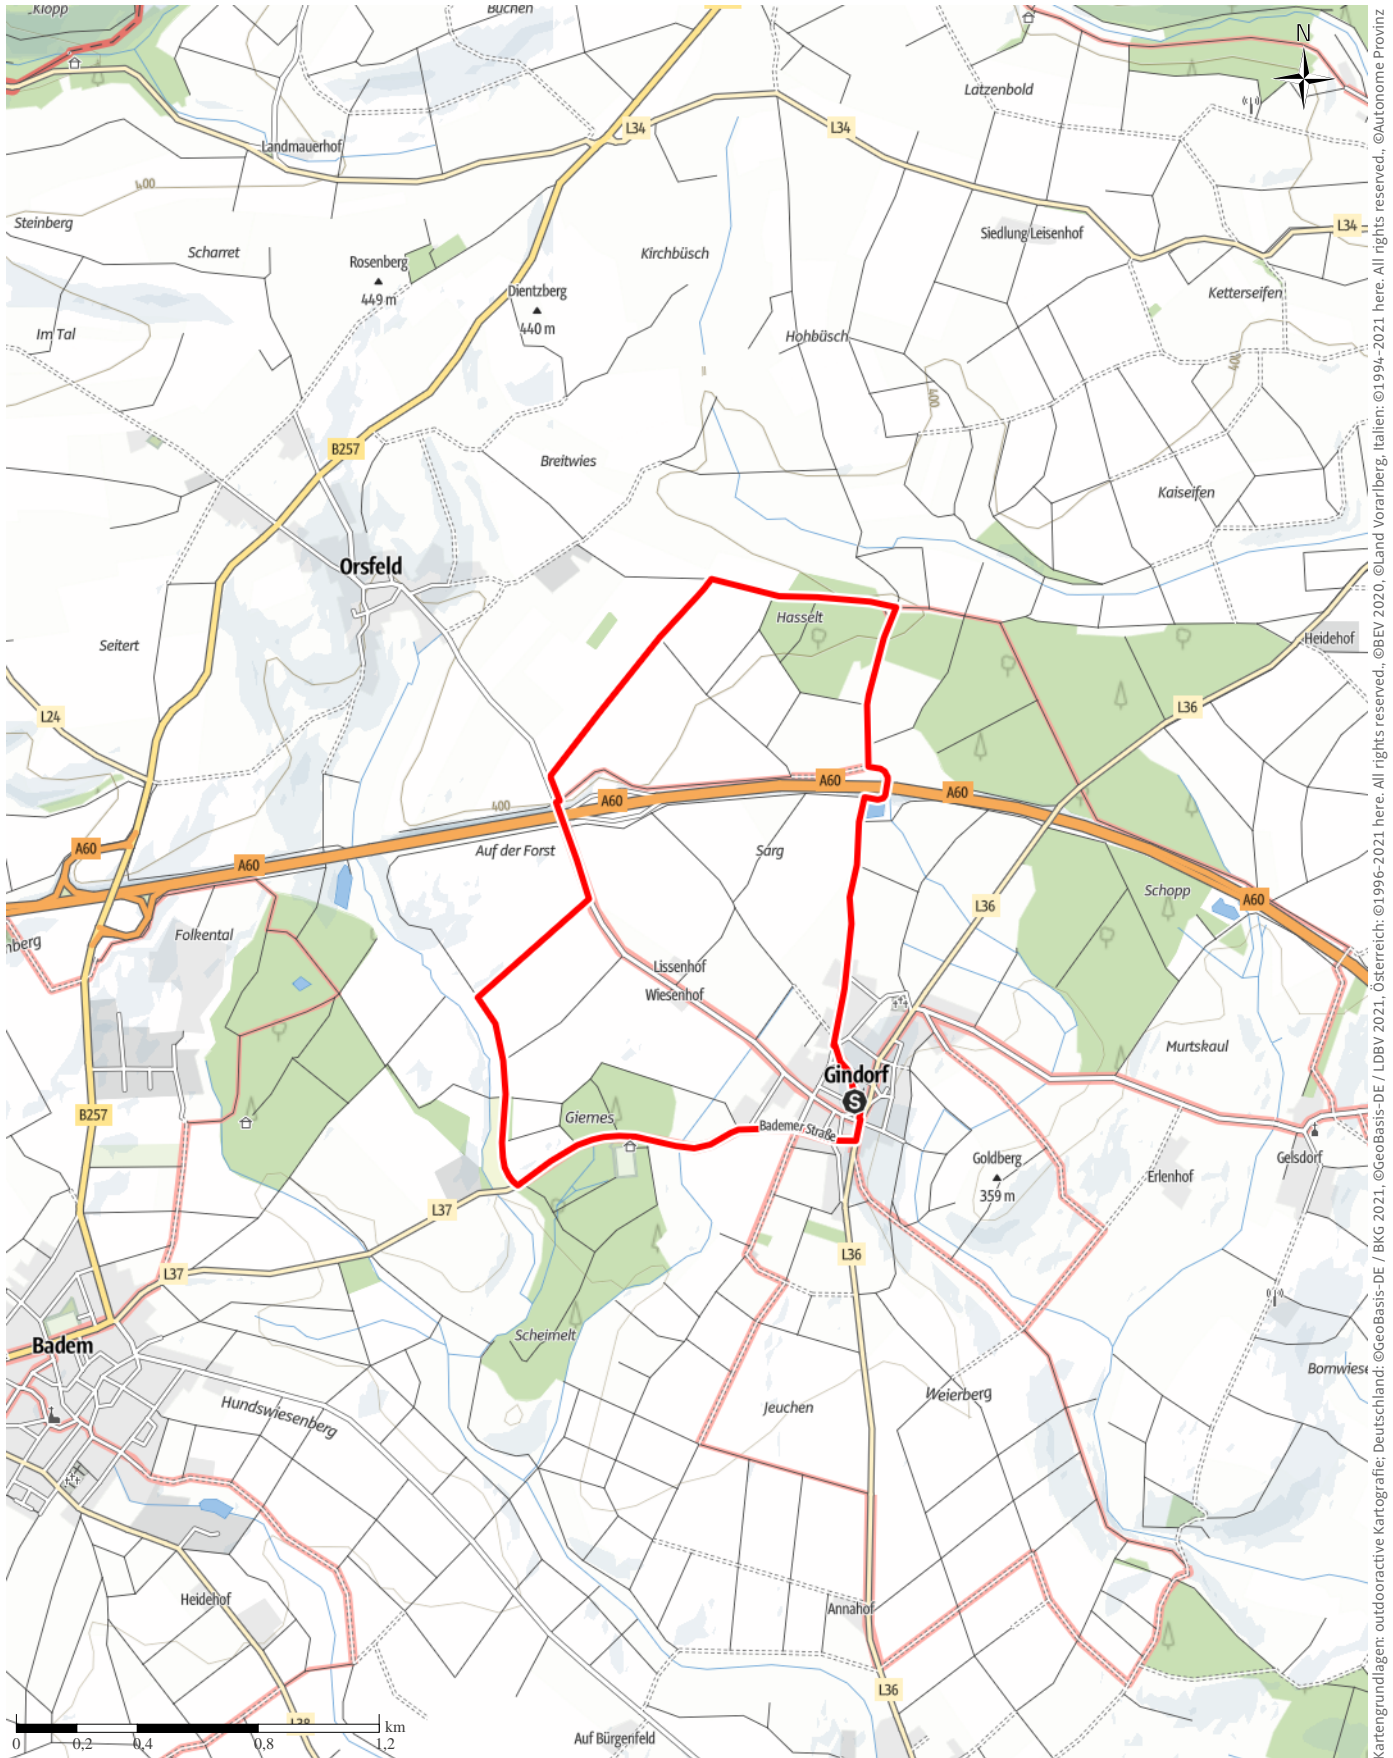 Klopp
Buchen
N
Latzenbold
L34
L34
Landmauerhof
400
Steinberg
Siedlung Leisenhof
L34
Scharret
Rosenberg
449 m
Kirchbüsch
Dientzberg
440 m
Ketterseifen
Im Tal
Hohbüsch
400
400
B257
Breitwies
Kaiseifen
Orsfeld
Hasselt
Seitert
Heidehof
L24
L36
A60
A60
A60
400
A60
A60
Auf der Forst
Sarg
Schopp
A60
L36
Folkental
nberg
Lissenhof
Wiesenhof
Murtskaul
Gindorf
S
B257
Giemes
Bademer Straße
Goldberg
359 m
Gelsdorf
Erlenhof
L37
L36
L37
Badem
Scheimelt
Bornwiese
Hundswiesenberg
Jeuchen
Weierberg
Heidehof
Annahof
L36
L38
Auf Bürgenfeld
km
0 0,2 0,4 0,8 1,2
Kartengrundlagen: outdooractive Kartografie; Deutschland: ©GeoBasis-DE / BKG 2021, ©GeoBasis-DE / LDBV 2021, Österreich: ©1996-2021 here. All rights reserved., ©BEV 2020, ©Land Vorarlberg, Italien: ©1994-2021 here. All rights reserved., ©Autonome Provinz